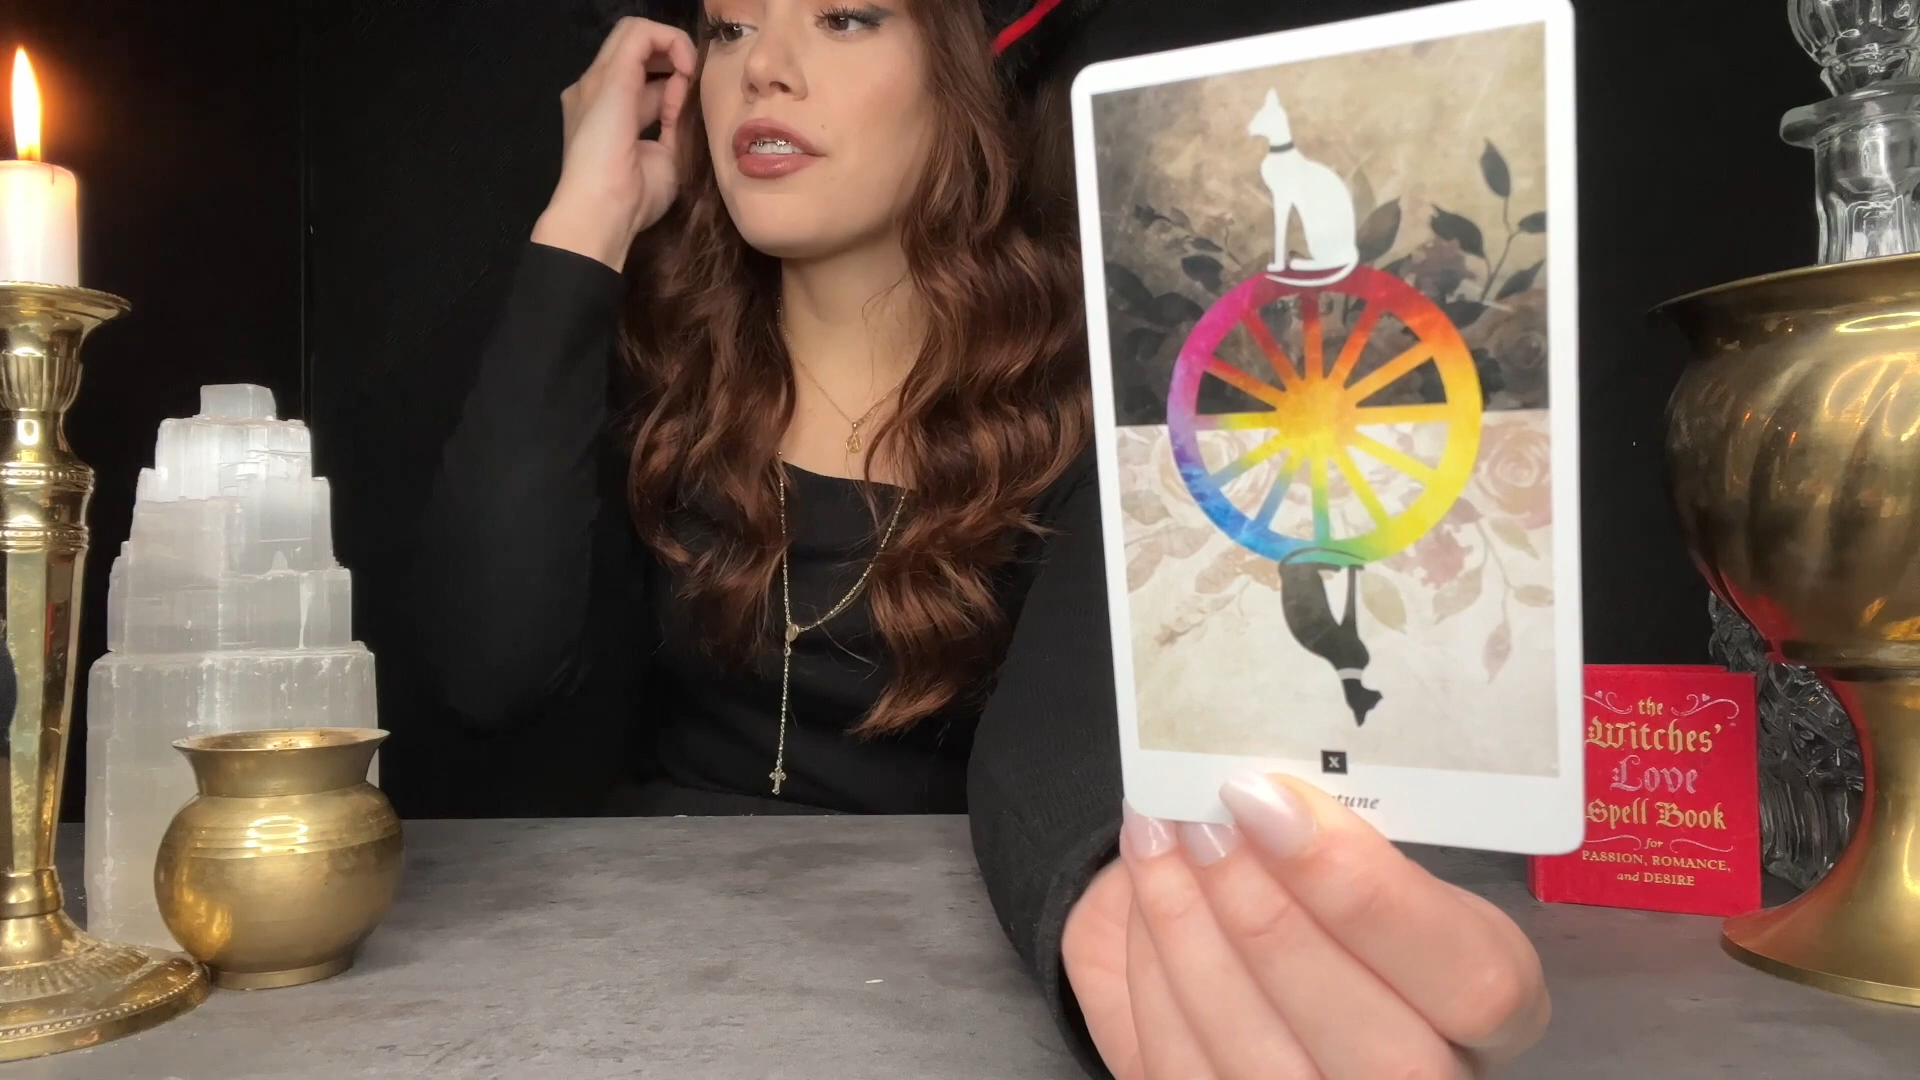 X
the
Witches'
Love
Spell Book
for
PASSION, ROMANCE,
and DESIRE